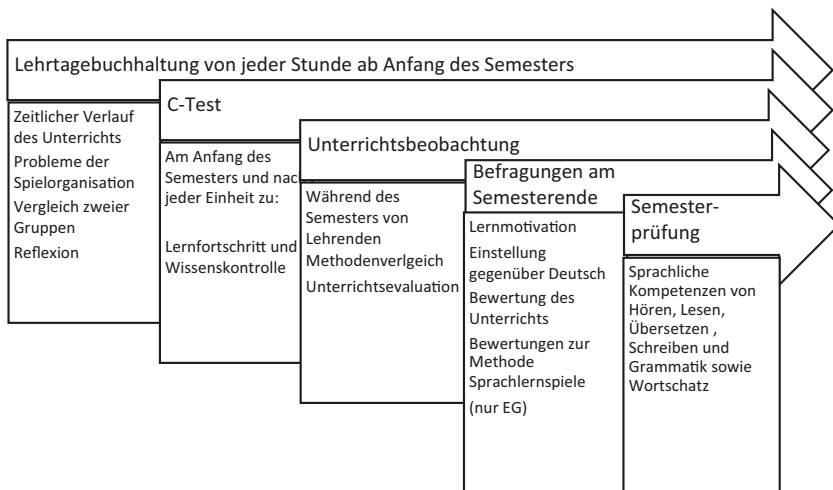 Lehrtagebuchhaltung von jeder Stunde ab Anfang des Semesters
Zeitlicher Verlauf
des Unterrichts
Probleme der
Spielorganisation
Vergleich zweier
Gruppen
Reflexion
C-Test
Am Anfang des
Semesters und nac
jeder Einheit zu:
Lernfortschritt und
Wissenskontrolle
Unterrichtsbeobachtung
Während des
Semesters von
Lehrenden
Methodenverlgeich
Unterrichtsevaluation
Befragungen am
Semesterende
Lernmotivation
Einstellung
gegenüber Deutsch
Bewertung des
Unterrichts
Bewertungen zur
Methode
Sprachlernspiele
(nur EG)
Semester-
prüfung
Sprachliche
Kompetenzen von
Hören, Lesen,
Übersetzen ,
Schreiben und
Grammatik sowie
Wortschatz